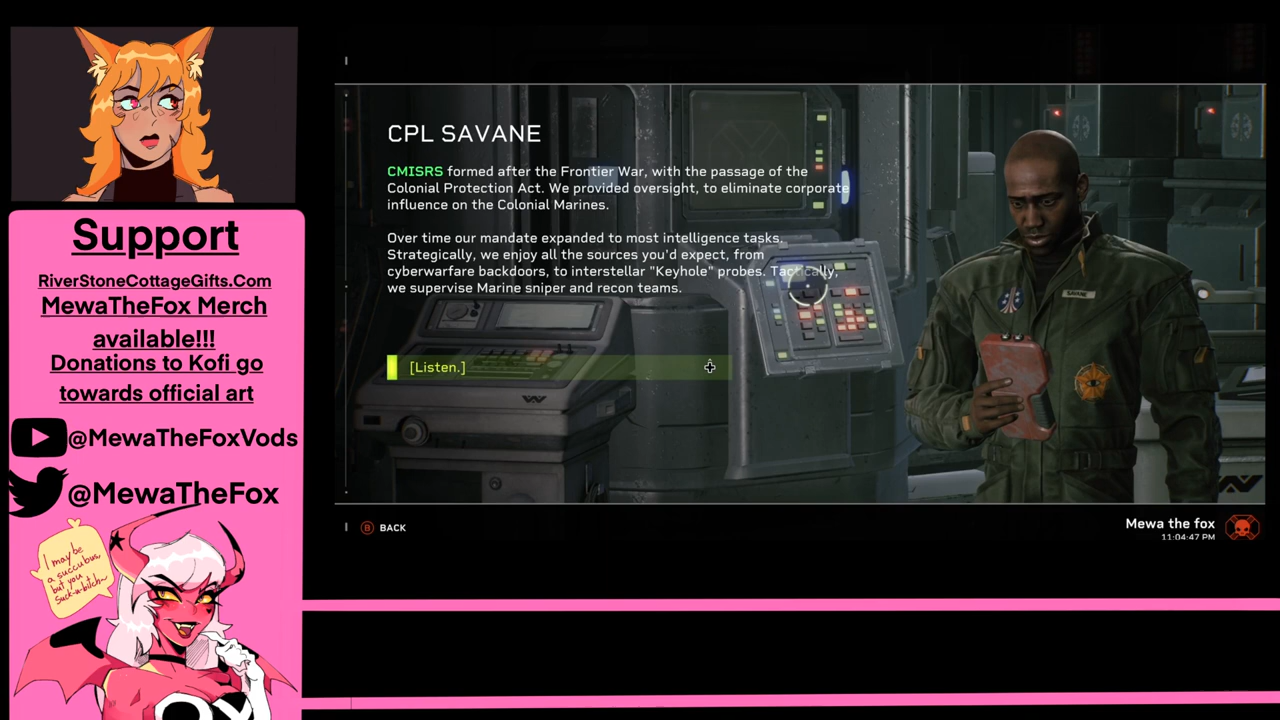 Support
RiverStoneCottageGifts.Com
MewaTheFox Merch
available!!!
Donations to Kofi go
towards official art
@MewaTheFoxVods
@MewaTheFox
I may be
a succubus,
but you
suck-a-bitch~
CPL SAVANE
CMISRS formed after the Frontier War, with the passage of the
Colonial Protection Act. We provided oversight, to eliminate corporate
influence on the Colonial Marines.
Over time our mandate expanded to most intelligence tasks.
Strategically, we enjoy all the sources you'd expect, from
cyberwarfare backdoors, to interstellar "Keyhole" probes. Tactically,
we supervise Marine sniper and recon teams.
[Listen.]
SAVANE
B BACK
Mewa the fox
11:04:47 PM